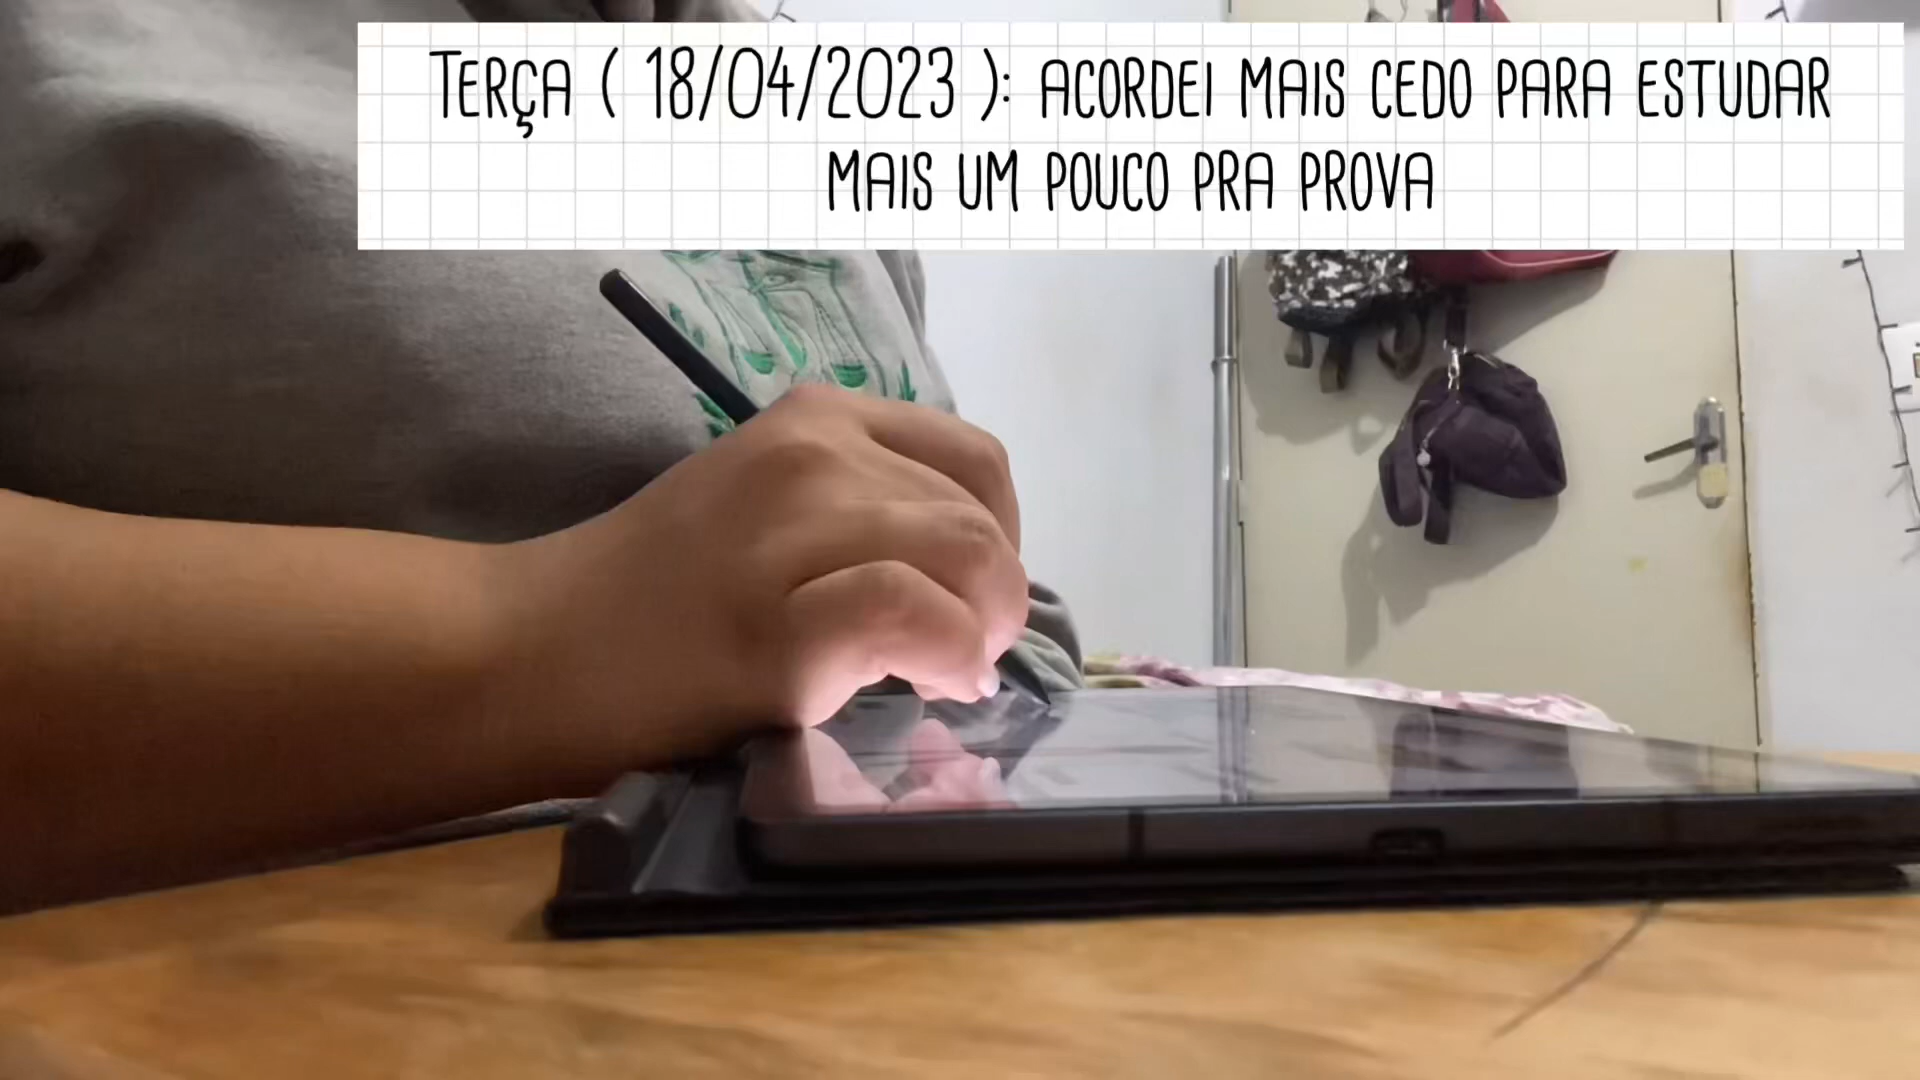 TERÇA ( 18/04/2023 ): ACORDEI MAIS CEDO PARA ESTUDAR
MAIS UM POUCO PRA PROVA